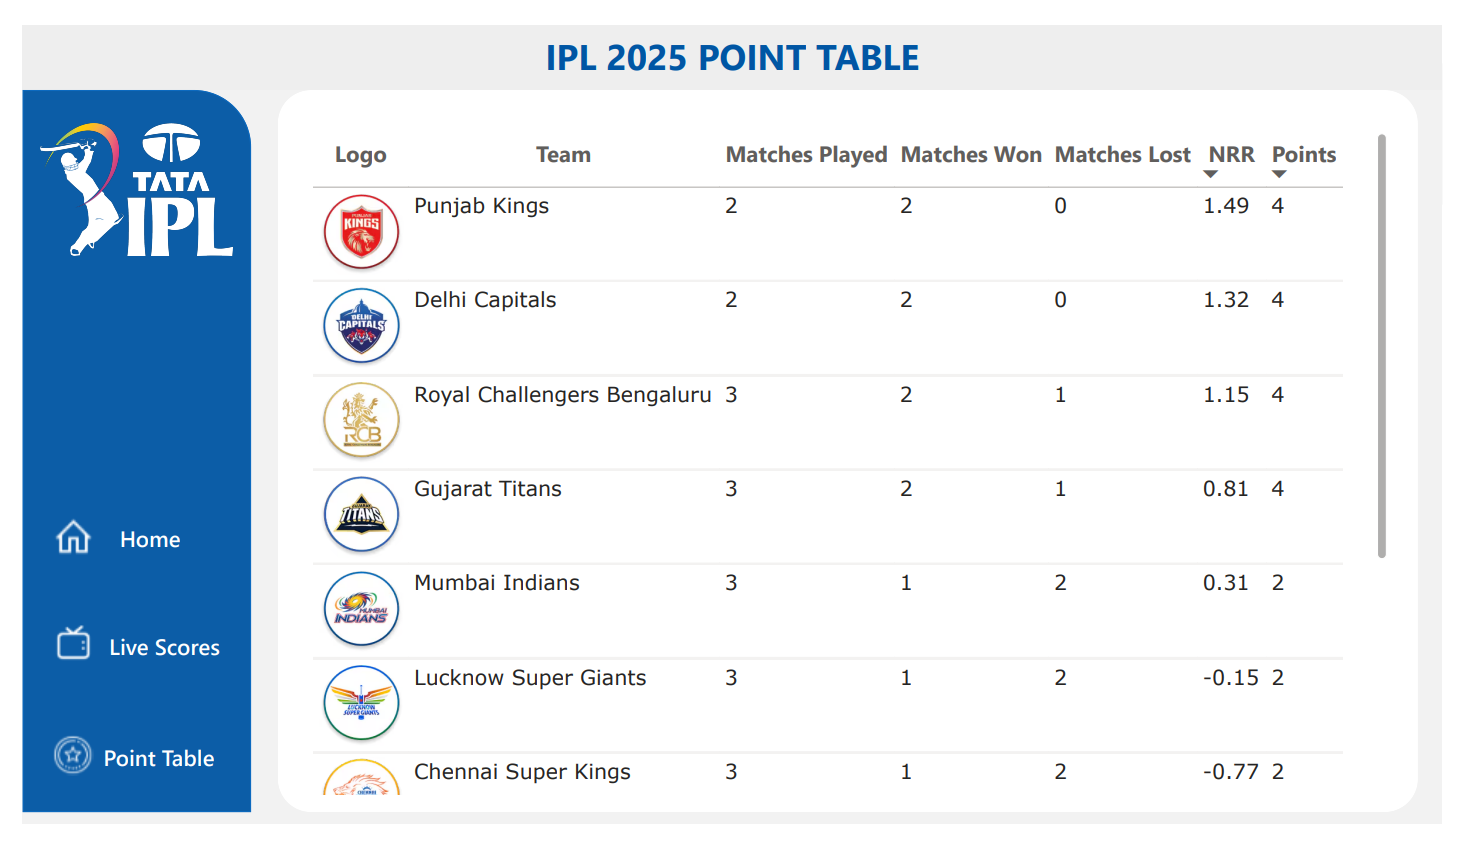 IPL 2025 POINT TABLE
TATA
IPL
Home
Live Scores
Point Table
Logo Team Matches Played Matches Won Matches Lost NRR Points
PUNJAB
KINGS
Punjab Kings 2 2 0 1.49 4
DELHI
CAPITALS
Delhi Capitals 2 2 0 1.32 4
RCB
Royal Challengers Bengaluru 3 2 1 1.15 4
TITANS
Gujarat Titans 3 2 1 0.81 4
MUMBAI
INDIANS
Mumbai Indians 3 1 2 0.31 2
LUCKNOW
SUPER GIANTS
Lucknow Super Giants 3 1 2 -0.15 2
CHENNAI
Chennai Super Kings 3 1 2 -0.77 2